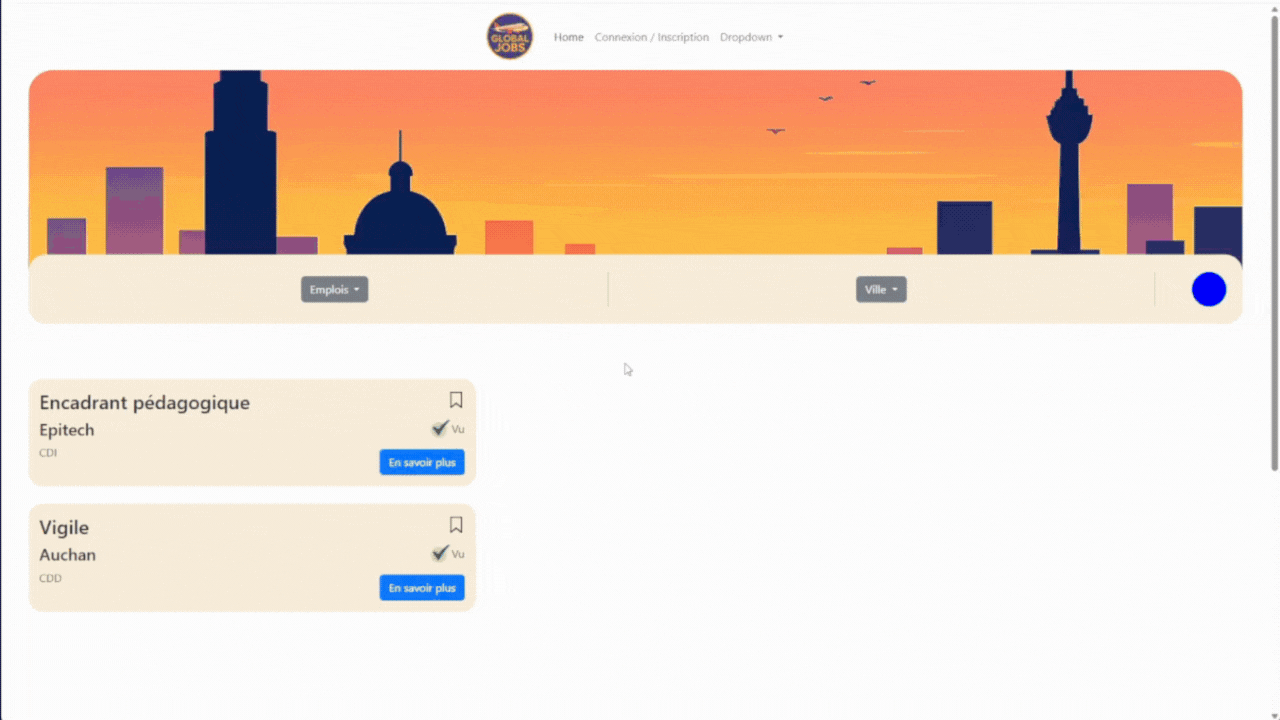 GLOBAL
JOBS
Home Connexion / Inscription Dropdown
Emplois Ville
Encadrant pédagogique
Epitech
Vu
CDI
En savoir plus
Vigile
Auchan
Vu
CDD
En savoir plus